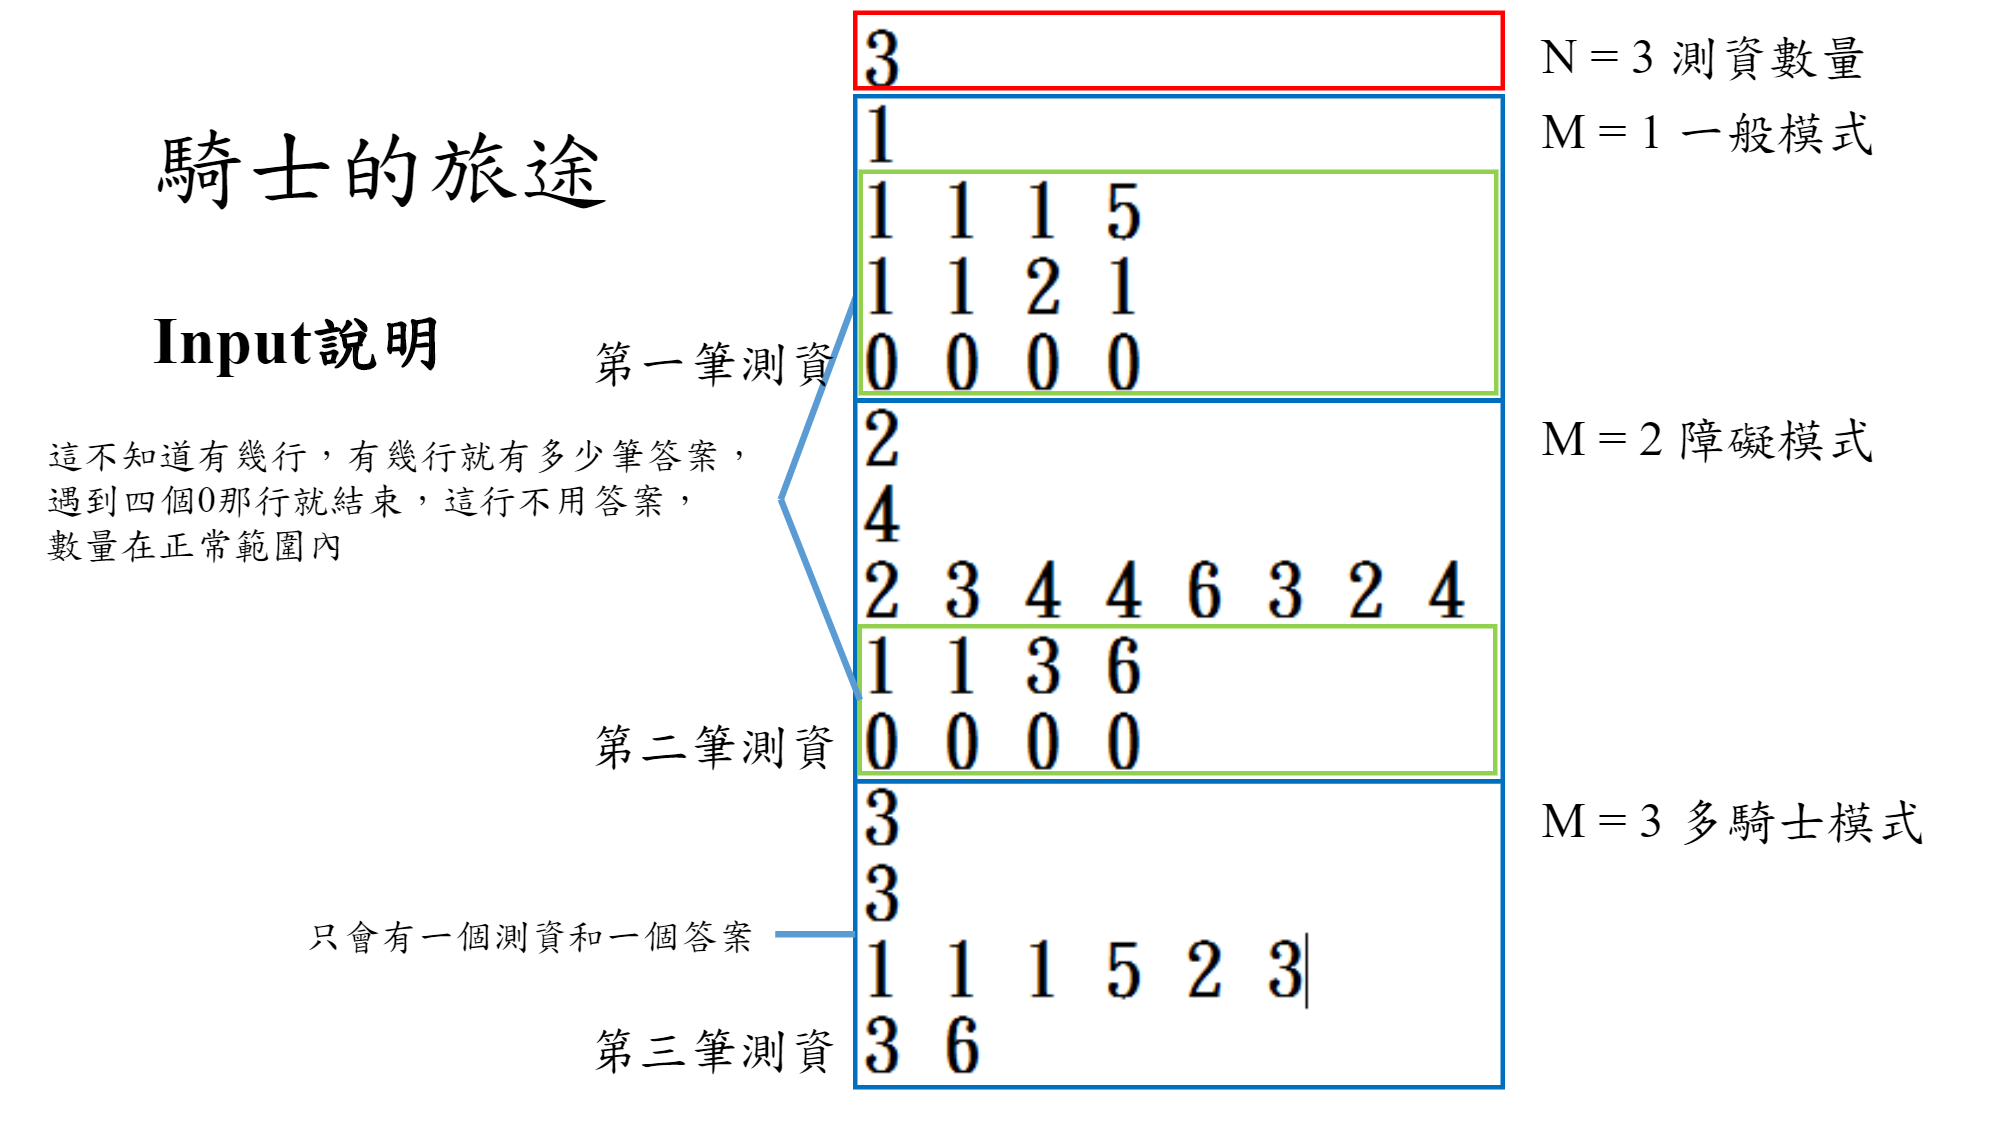 騎士的旅途
Input說明
這不知道有幾行，有幾行就有多少筆答案，
遇到四個0那行就結束，這行不用答案，
數量在正常範圍內
第一筆測資
第二筆測資
只會有一個測資和一個答案
第三筆測資
3
1
1 1 1 5
1 1 2 1
0 0 0 0
2
4
2 3 4 4 6 3 2 4
1 1 3 6
0 0 0 0
3
3
1 1 1 5 2 3
3 6
N = 3 測資數量
M = 1 一般模式
M = 2 障礙模式
M = 3 多騎士模式